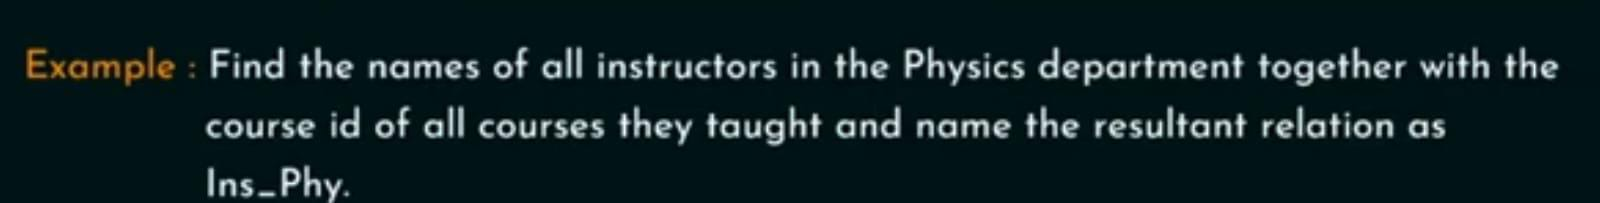 Example : Find the names of all instructors in the Physics department together with the
course id of all courses they taught and name the resultant relation as
Ins_Phy.